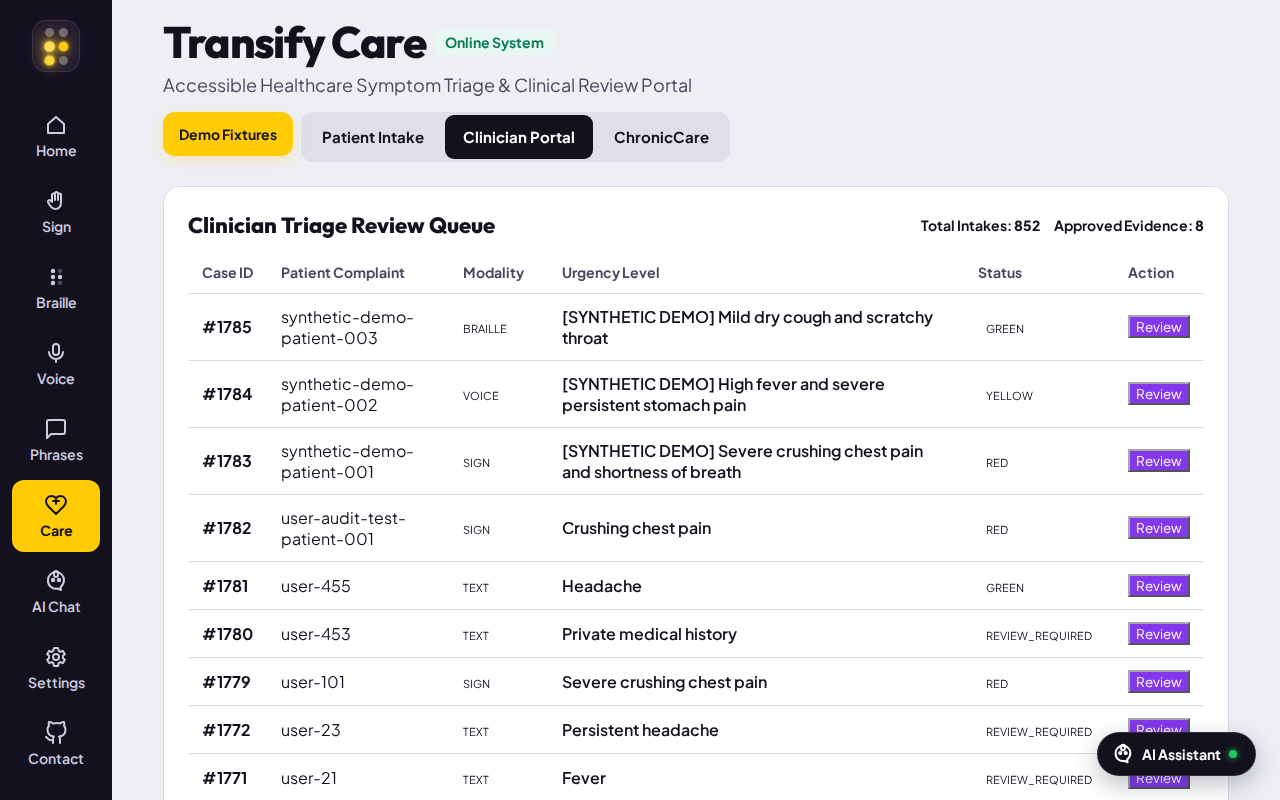 Transify Care Online System
Accessible Healthcare Symptom Triage & Clinical Review Portal
Demo Fixtures Patient Intake Clinician Portal ChronicCare
Home
Sign
Braille
Voice
Phrases
Care
AI Chat
Settings
Contact
Clinician Triage Review Queue Total Intakes: 852 Approved Evidence: 8
Case ID Patient Complaint Modality Urgency Level Status Action
#1785 synthetic-demo-patient-003 BRAILLE [SYNTHETIC DEMO] Mild dry cough and scratchy throat GREEN Review
#1784 synthetic-demo-patient-002 VOICE [SYNTHETIC DEMO] High fever and severe persistent stomach pain YELLOW Review
#1783 synthetic-demo-patient-001 SIGN [SYNTHETIC DEMO] Severe crushing chest pain and shortness of breath RED Review
#1782 user-audit-test-patient-001 SIGN Crushing chest pain RED Review
#1781 user-455 TEXT Headache GREEN Review
#1780 user-453 TEXT Private medical history REVIEW_REQUIRED Review
#1779 user-101 SIGN Severe crushing chest pain RED Review
#1772 user-23 TEXT Persistent headache REVIEW_REQUIRED Review
#1771 user-21 TEXT Fever REVIEW_REQUIRED Review
AI Assistant